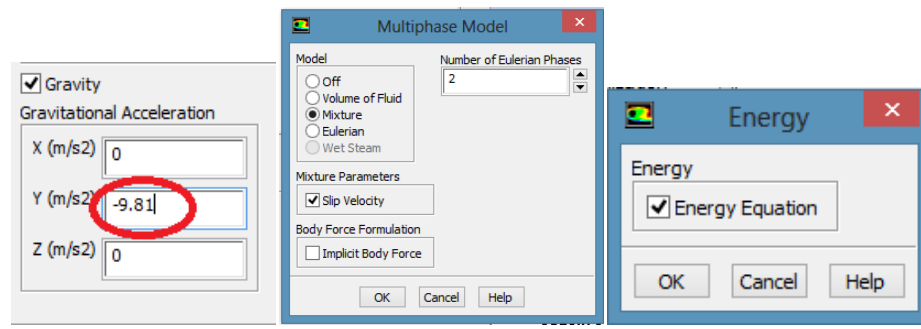 Gravity
Gravitational Acceleration
X (m/s2) 0
Y (m/s2) -9.81
Z (m/s2) 0
Multiphase Model
Model
Off
Volume of Fluid
Mixture
Eulerian
Wet Steam
Number of Eulerian Phases
2
Mixture Parameters
Slip Velocity
Body Force Formulation
Implicit Body Force
OK Cancel Help
Energy
Energy
Energy Equation
OK Cancel Help